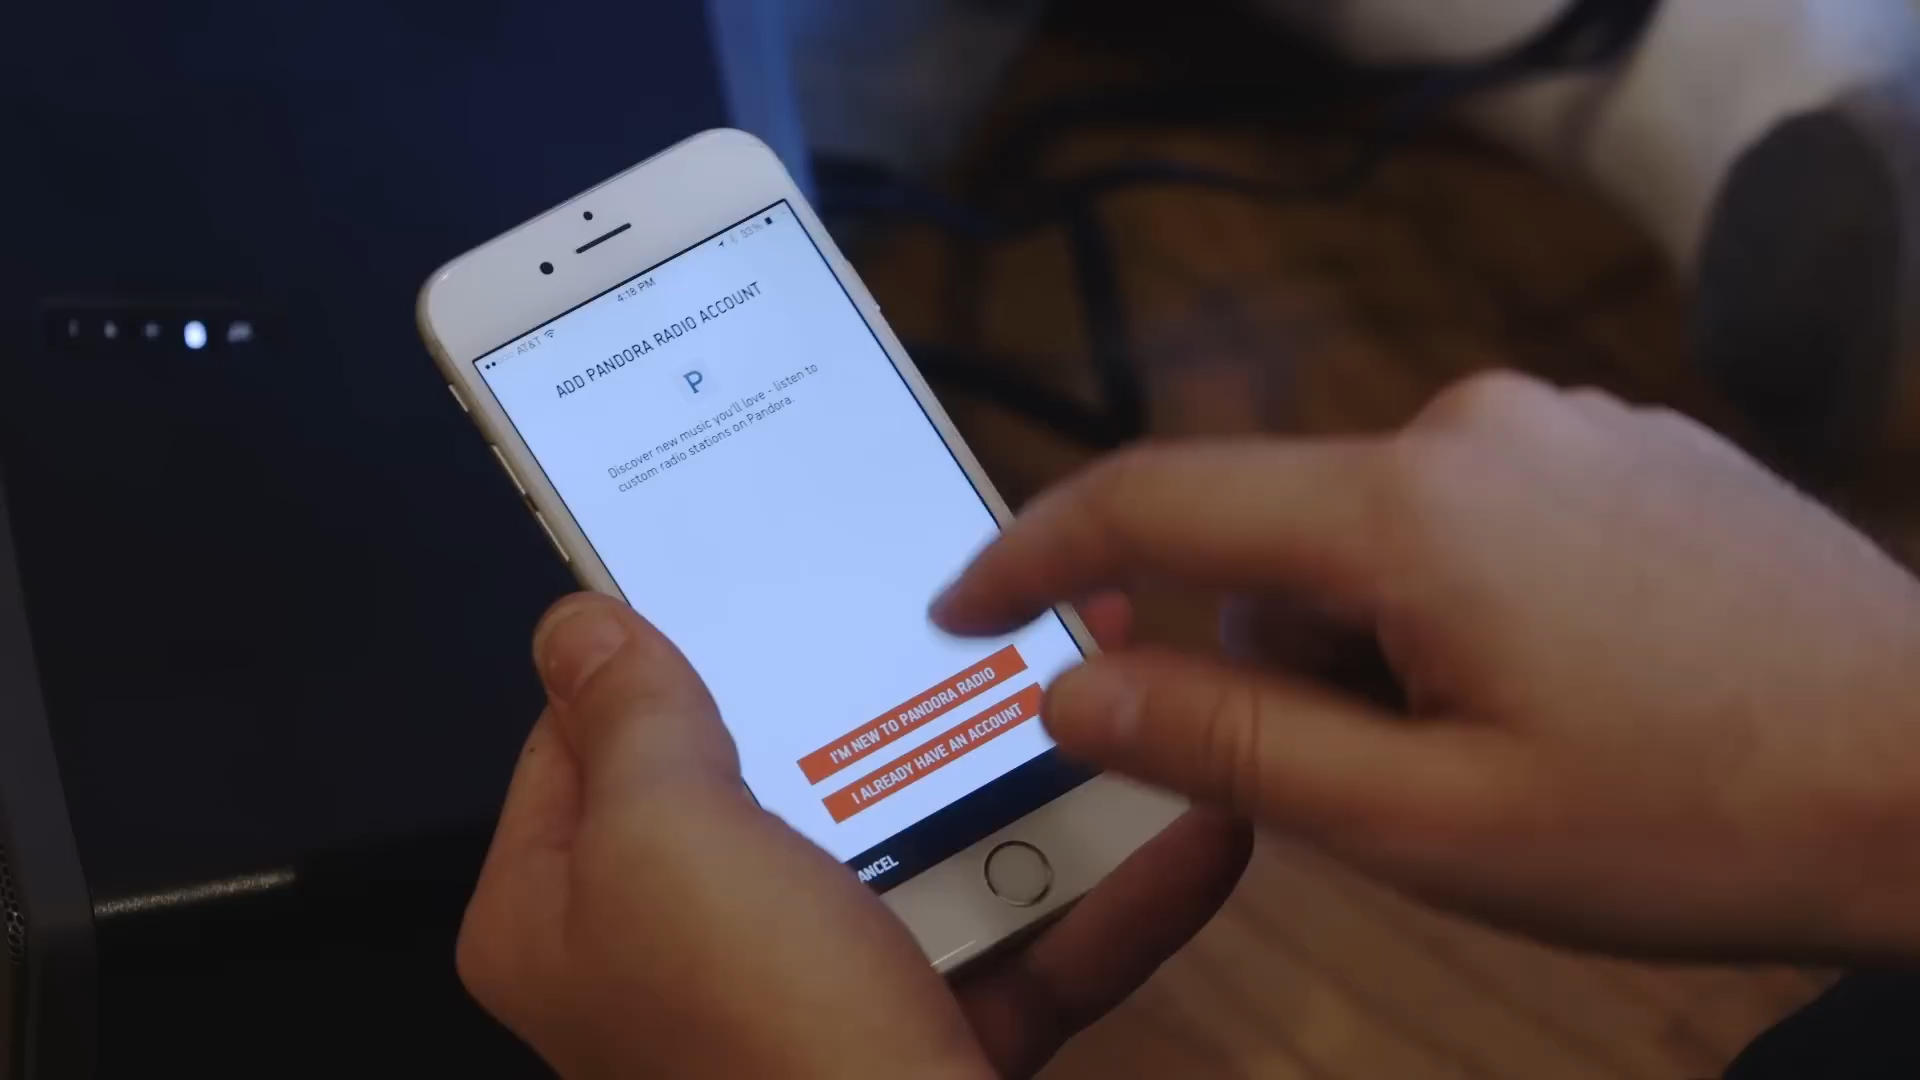 AT&T
4:18 PM
93%
ADD PANDORA RADIO ACCOUNT
P
Discover new music you'll love - listen to
custom radio stations on Pandora.
I'M NEW TO PANDORA RADIO
I ALREADY HAVE AN ACCOUNT
ANCEL